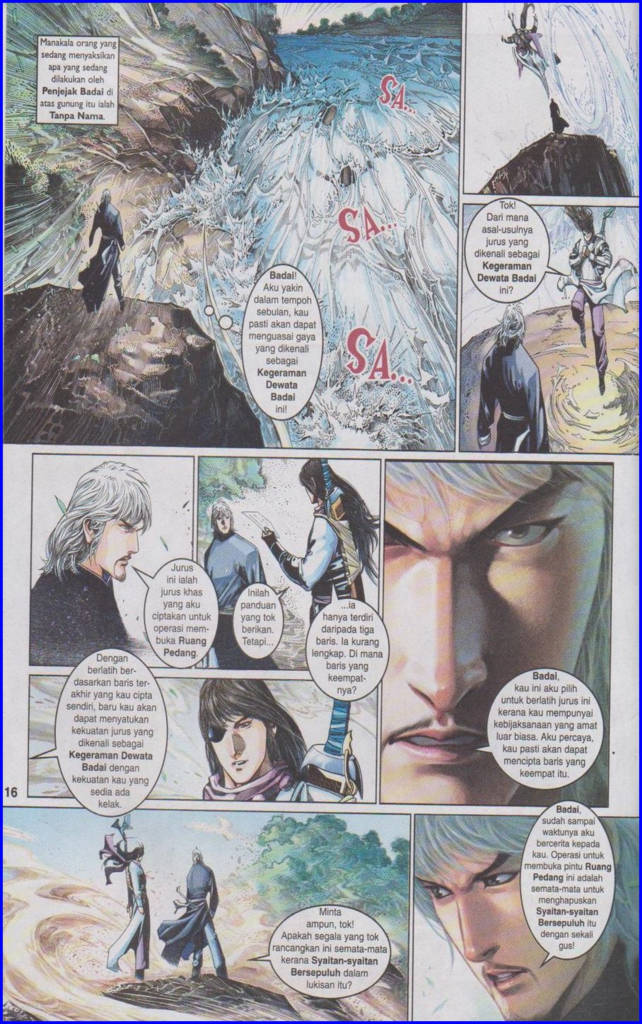 Manakala orang yang
sedang menyaksikan
apa yang sedang
dilakukan oleh
Penjejak Badai di
atas gunung itu ialah
Tanpa Nama.
SA...
SA...
SA...
Badai!
Aku yakin
dalam tempoh
sebulan, kau
pasti akan dapat
menguasai gaya
yang dikenali
sebagai
Kegeraman
Dewata
Badai
ini!
Tok!
Dari mana
asal-usulnya
jurus yang
dikenali sebagai
Kegeraman
Dewata Badai
ini?
Jurus
ini ialah
jurus khas
yang aku
ciptakan untuk
operasi mem-
buka Ruang
Pedang.
Inilah
panduan
yang tok
berikan.
Tetapi...
...Ia
hanya terdiri
daripada tiga
baris. Ia kurang
lengkap. Di mana
baris yang
keempat-
nya?
Badai,
kau ini aku pilih
untuk berlatih jurus ini
kerana kau mempunyai
kebijaksanaan yang amat
luar biasa. Aku percaya,
kau pasti akan dapat
mencipta baris yang
keempat itu.
Dengan
berlatih ber-
dasarkan baris ter-
akhir yang kau cipta
sendiri, baru kau akan
dapat menyatukan
kekuatan jurus yang
dikenali sebagai
Kegeraman Dewata
Badai dengan
kekuatan kau yang
sedia ada
kelak.
16
Minta
ampun, tok!
Apakah segala yang tok
rancangkan ini semata-mata
kerana Syaitan-syaitan
Bersepuluh dalam
lukisan itu?
Badai,
sudah sampai
waktunya aku
bercerita kepada
kau. Operasi untuk
membuka pintu Ruang
Pedang ini adalah
semata-mata untuk
menghapuskan
Syaitan-syaitan
Bersepuluh itu
dengan sekali
gus!